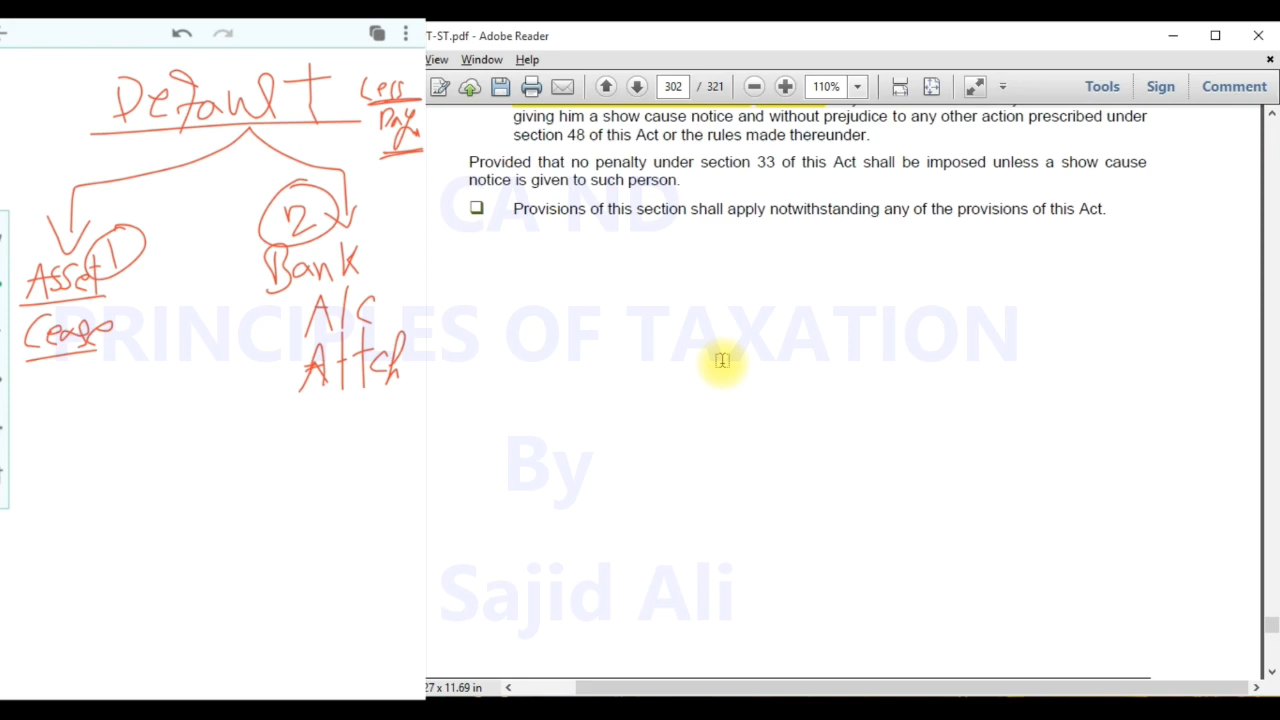 Default
Less
Pay
1
Asset
Cease
2
Bank
A/C
Attch
T-ST.pdf - Adobe Reader
View Window Help
302 / 321 110% Tools Sign Comment
giving him a show cause notice and without prejudice to any other action prescribed under
section 48 of this Act or the rules made thereunder.
Provided that no penalty under section 33 of this Act shall be imposed unless a show cause
notice is given to such person.
Provisions of this section shall apply notwithstanding any of the provisions of this Act.
CA ND
PRINCIPLES OF TAXATION
By
Sajid Ali
27 x 11.69 in